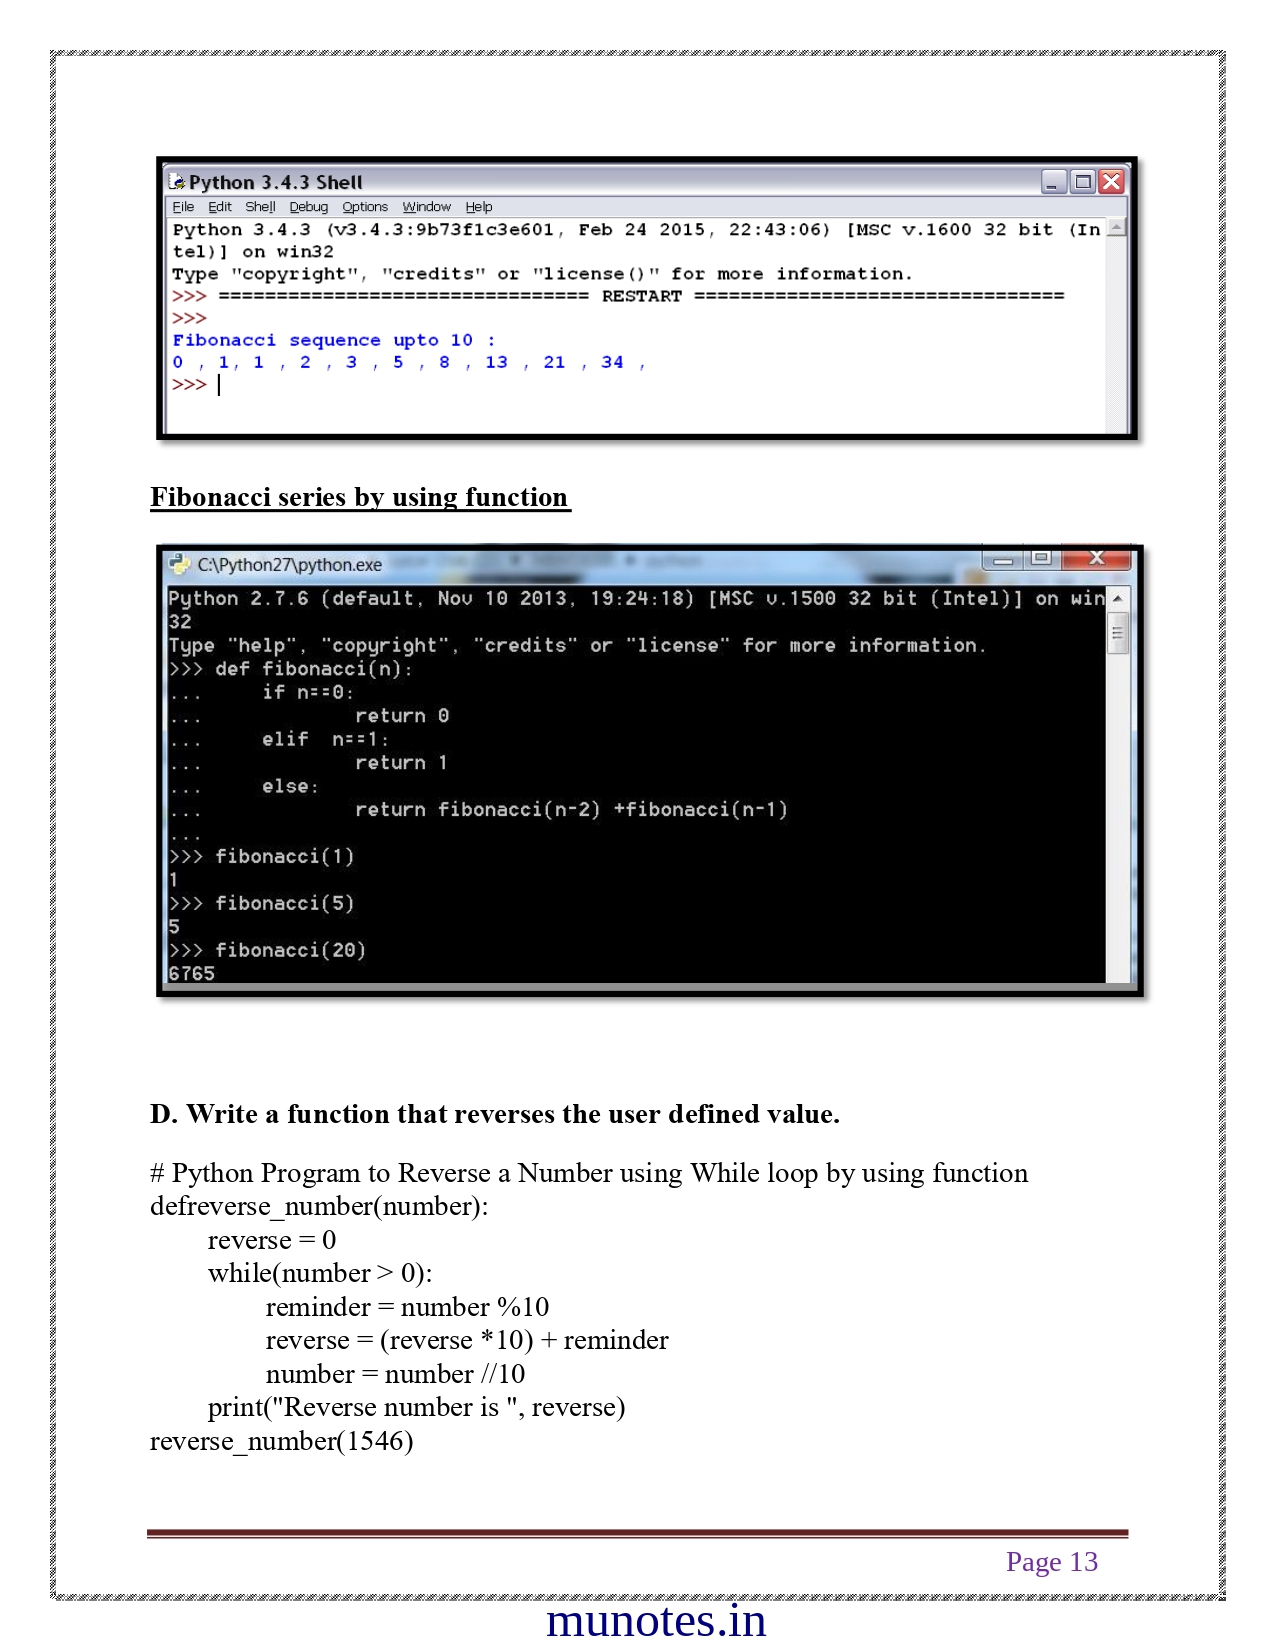 Python 3.4.3 Shell
File Edit Shell Debug Options Window Help
Python 3.4.3 (v3.4.3:9b73f1c3e601, Feb 24 2015, 22:43:06) [MSC v.1600 32 bit (In
tel)] on win32
Type "copyright", "credits" or "license()" for more information.
>>> ================================ RESTART ================================
>>>
Fibonacci sequence upto 10 :
0 , 1, 1 , 2 , 3 , 5 , 8 , 13 , 21 , 34 ,
>>>
Fibonacci series by using function
C:\Python27\python.exe
Python 2.7.6 (default, Nov 10 2013, 19:24:18) [MSC v.1500 32 bit (Intel)] on win
32
Type "help", "copyright", "credits" or "license" for more information.
>>> def fibonacci(n):
...     if n==0:
...             return 0
...     elif  n==1:
...             return 1
...     else:
...             return fibonacci(n-2) +fibonacci(n-1)
...
>>> fibonacci(1)
1
>>> fibonacci(5)
5
>>> fibonacci(20)
6765
D. Write a function that reverses the user defined value.
# Python Program to Reverse a Number using While loop by using function
defreverse_number(number):
reverse = 0
while(number > 0):
reminder = number %10
reverse = (reverse *10) + reminder
number = number //10
print("Reverse number is ", reverse)
reverse_number(1546)
Page 13
munotes.in